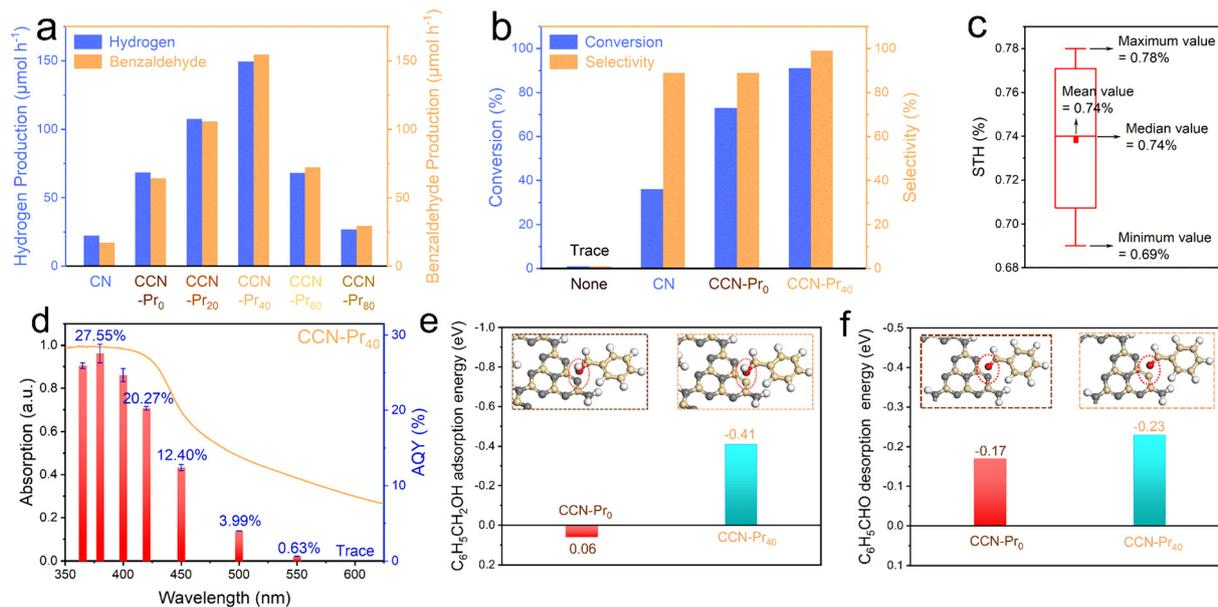 a
Hydrogen
Benzaldehyde
Hydrogen Production (μmol h⁻¹)
Benzaldehyde Production (μmol h⁻¹)
150
100
50
0
150
100
50
0
CN
CCN
-Pr₀
CCN
-Pr₂₀
CCN
-Pr₄₀
CCN
-Pr₆₀
CCN
-Pr₈₀
b
Conversion
Selectivity
Conversion (%)
Selectivity (%)
100
80
60
40
20
0
100
80
60
40
20
0
Trace
None
CN
CCN-Pr₀
CCN-Pr₄₀
c
STH (%)
0.78
0.76
0.74
0.72
0.70
0.68
Maximum value
= 0.78%
Mean value
= 0.74%
Median value
= 0.74%
Minimum value
= 0.69%
d
CCN-Pr₄₀
Absorption (a.u.)
AQY (%)
1.0
0.8
0.6
0.4
0.2
0.0
30
20
10
0
27.55%
20.27%
12.40%
3.99%
0.63%
Trace
350
400
450
500
550
600
Wavelength (nm)
e
C₆H₅CH₂OH adsorption energy (eV)
-1.0
-0.8
-0.6
-0.4
-0.2
0.0
0.2
-0.41
CCN-Pr₀
0.06
CCN-Pr₄₀
f
C₆H₅CHO desorption energy (eV)
-0.5
-0.4
-0.3
-0.2
-0.1
0.0
0.1
-0.17
-0.23
CCN-Pr₀
CCN-Pr₄₀